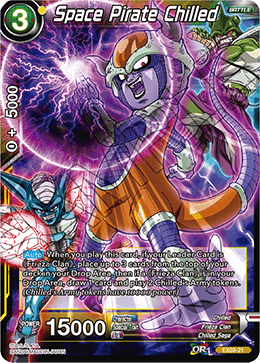 3
Space Pirate Chilled
BATTLE
+ 5000
Auto When you play this card, if your Leader Card is
《Frieza Clan》, place up to 3 cards from the top of your
deck in your Drop Area, then if a 《Frieza Clan》 is in your
Drop Area, draw 1 card and play 2 Chilled's Army tokens.
(Chilled's Army tokens have 10000 power).
POWER
15000
Character
Special Trait
Chilled
Frieza Clan
Chilled Saga
EX03-21